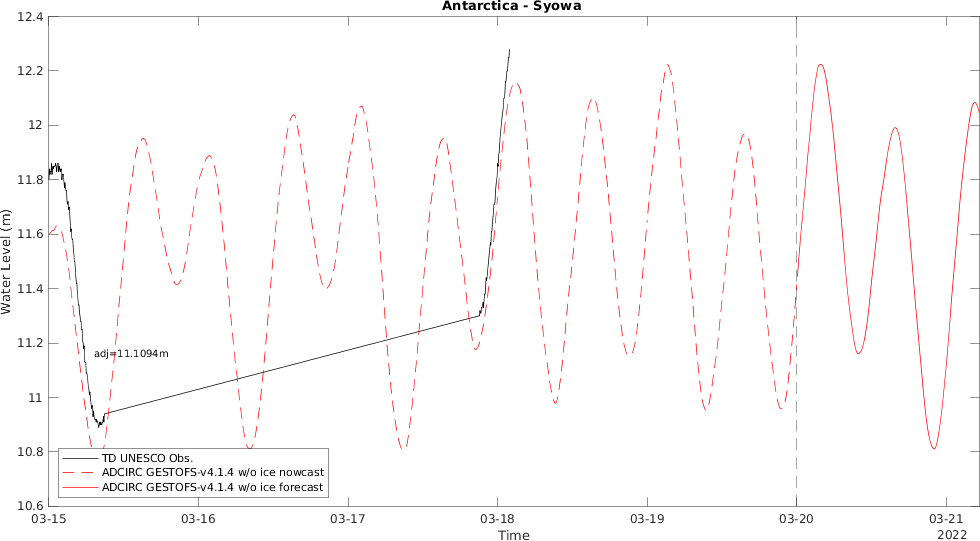 Antarctica - Syowa
12.4
12.2
12
11.8
11.6
11.4
11.2
11
10.8
10.6
Water Level (m)
adj=11.1094m
TD UNESCO Obs.
ADCIRC GESTOFS-v4.1.4 w/o ice nowcast
ADCIRC GESTOFS-v4.1.4 w/o ice forecast
03-15 03-16 03-17 03-18 03-19 03-20 03-21
Time
2022